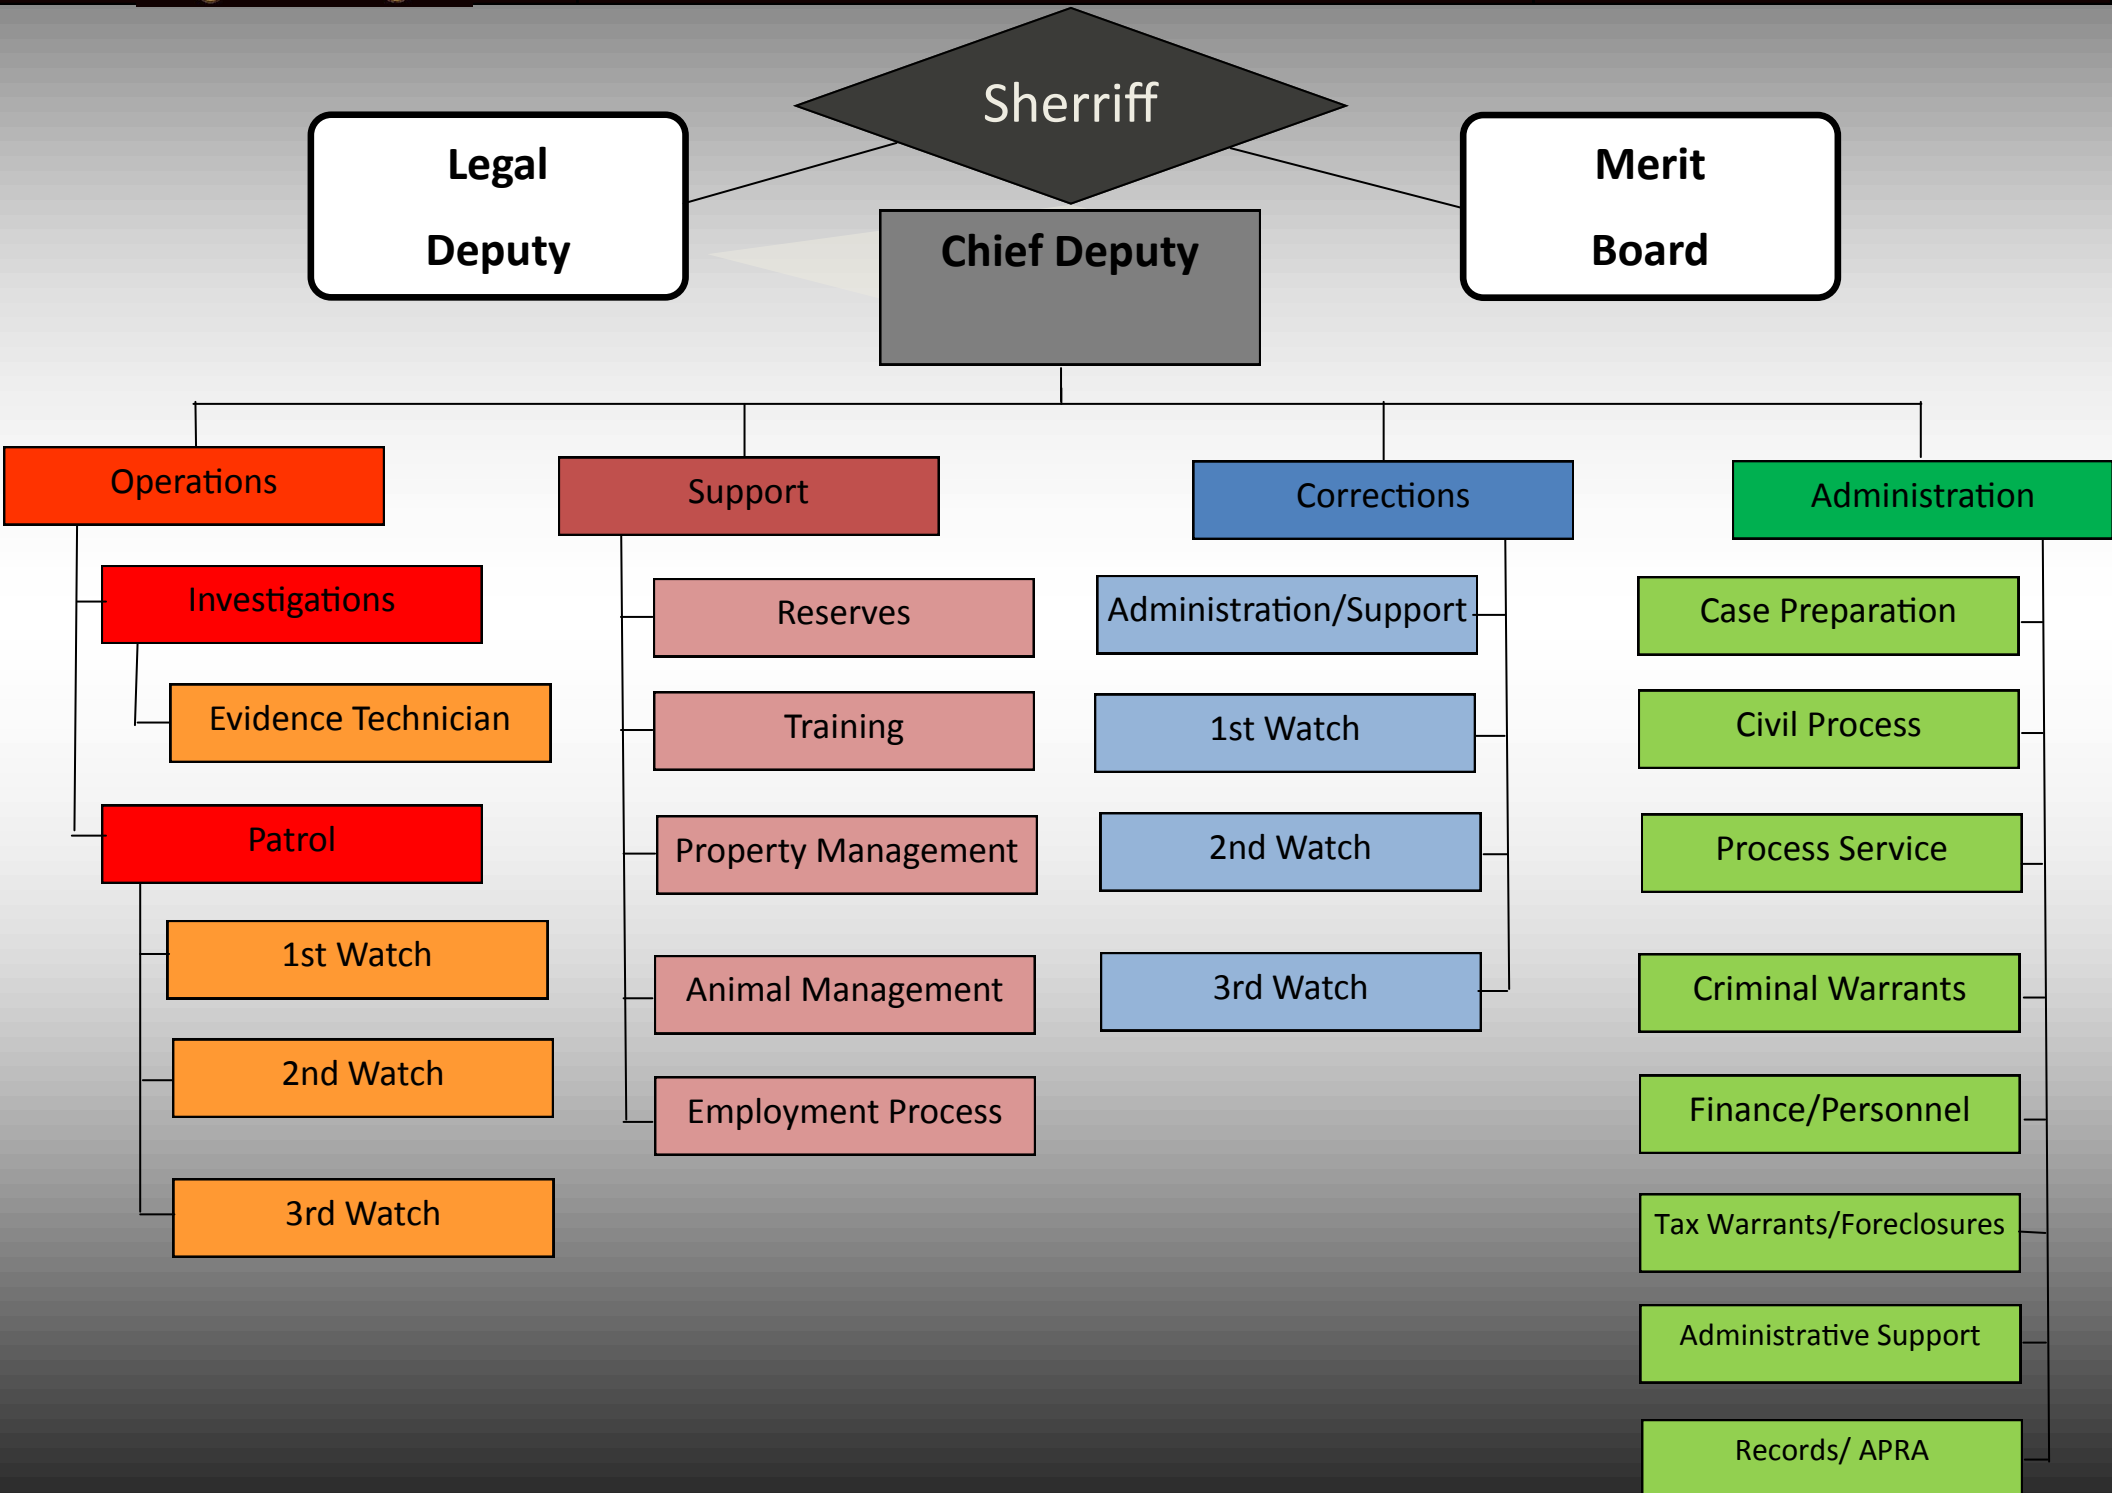 Sherriff
Legal
Deputy
Merit
Board
Chief Deputy
Operations
Investigations
Evidence Technician
Patrol
1st Watch
2nd Watch
3rd Watch
Support
Reserves
Training
Property Management
Animal Management
Employment Process
Corrections
Administration/Support
1st Watch
2nd Watch
3rd Watch
Administration
Case Preparation
Civil Process
Process Service
Criminal Warrants
Finance/Personnel
Tax Warrants/Foreclosures
Administrative Support
Records/ APRA